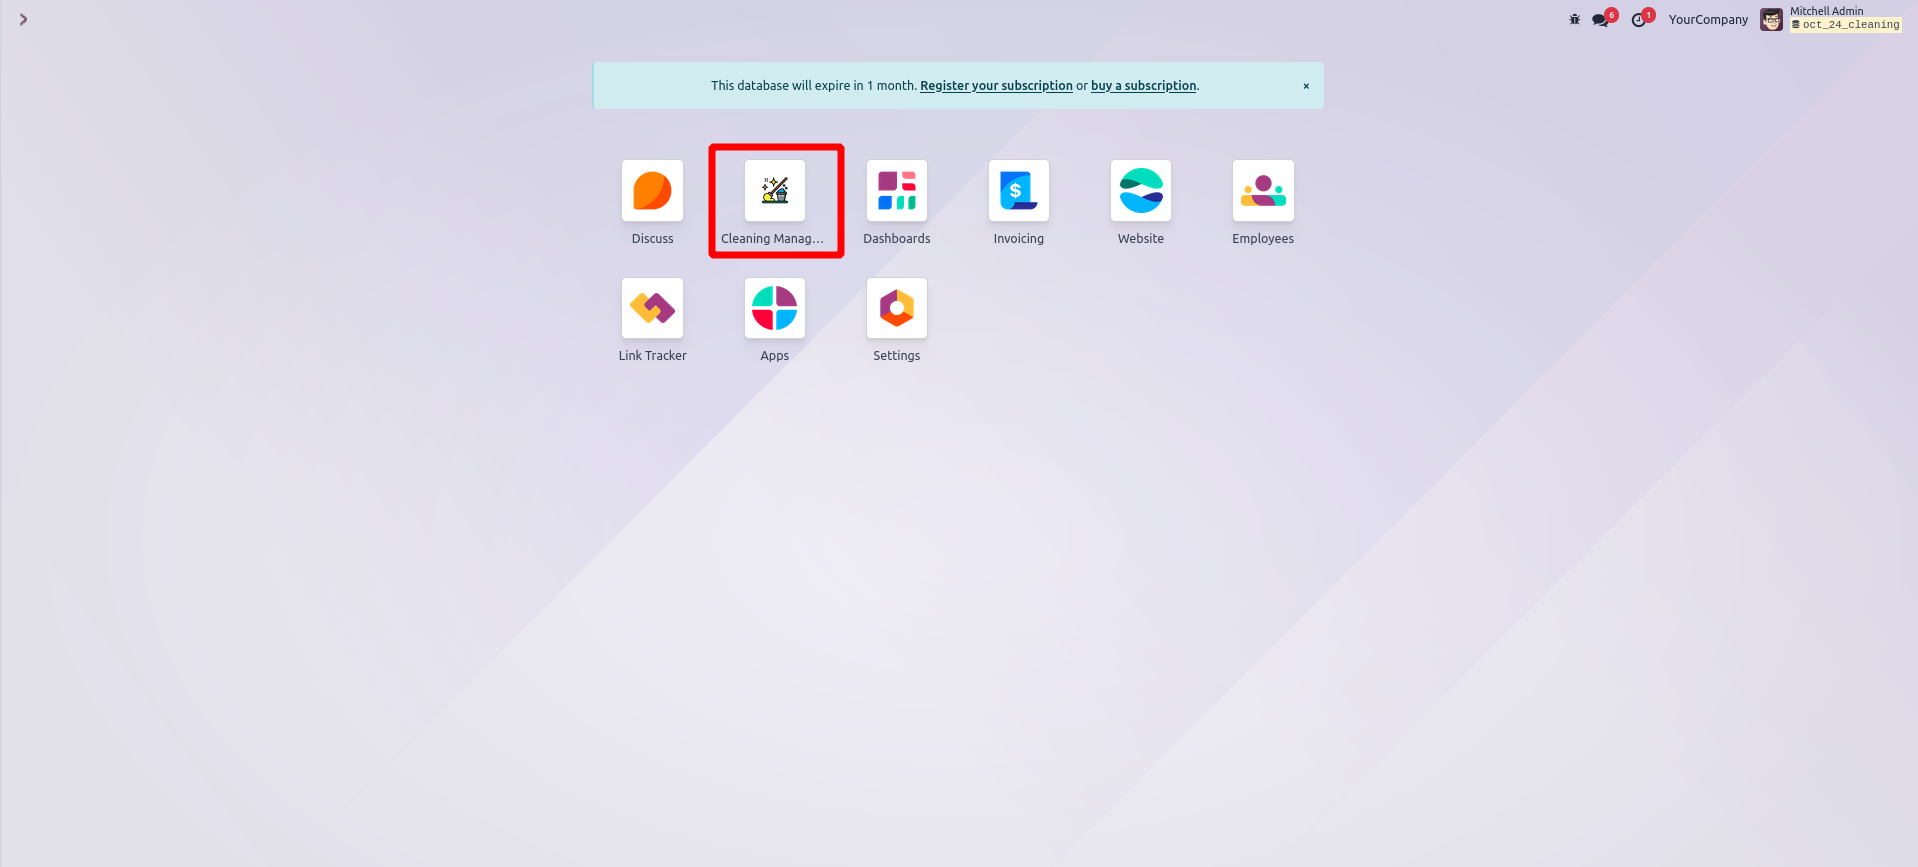 6
1
YourCompany
Mitchell Admin
oct_24_cleaning
This database will expire in 1 month. Register your subscription or buy a subscription.
×
$
Discuss
Cleaning Manag...
Dashboards
Invoicing
Website
Employees
Link Tracker
Apps
Settings